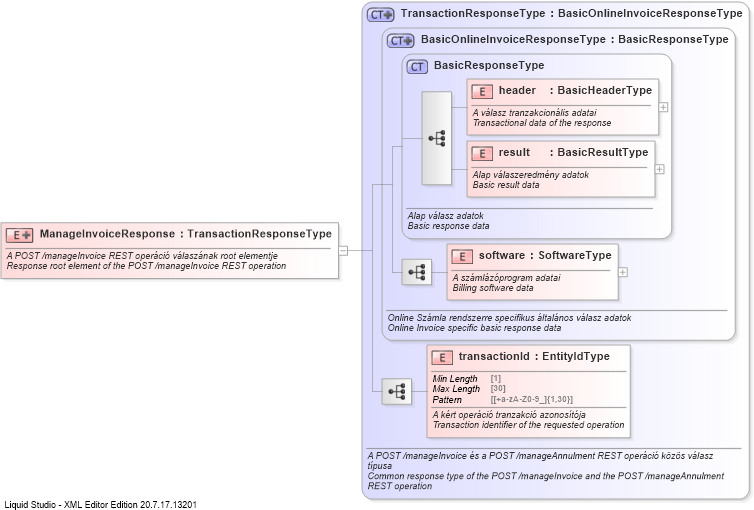 CT+ TransactionResponseType : BasicOnlineInvoiceResponseType
CT+ BasicOnlineInvoiceResponseType : BasicResponseType
CT BasicResponseType
E header : BasicHeaderType
A válasz tranzakcionális adatai
Transactional data of the response
E result : BasicResultType
Alap válaszeredmény adatok
Basic result data
Alap válasz adatok
Basic response data
E+ ManageInvoiceResponse : TransactionResponseType
A POST /manageInvoice REST operáció válaszának root elementje
Response root element of the POST /manageInvoice REST operation
E software : SoftwareType
A számlázóprogram adatai
Billing software data
Online Számla rendszerre specifikus általános válasz adatok
Online Invoice specific basic response data
E transactionId : EntityIdType
Min Length [1]
Max Length [30]
Pattern [[+a-zA-Z0-9_]{1,30}]
A kért operáció tranzakció azonosítója
Transaction identifier of the requested operation
A POST /manageInvoice és a POST /manageAnnulment REST operáció közös válasz
típusa
Common response type of the POST /manageInvoice and the POST /manageAnnulment
REST operation
Liquid Studio - XML Editor Edition 20.7.17.13201